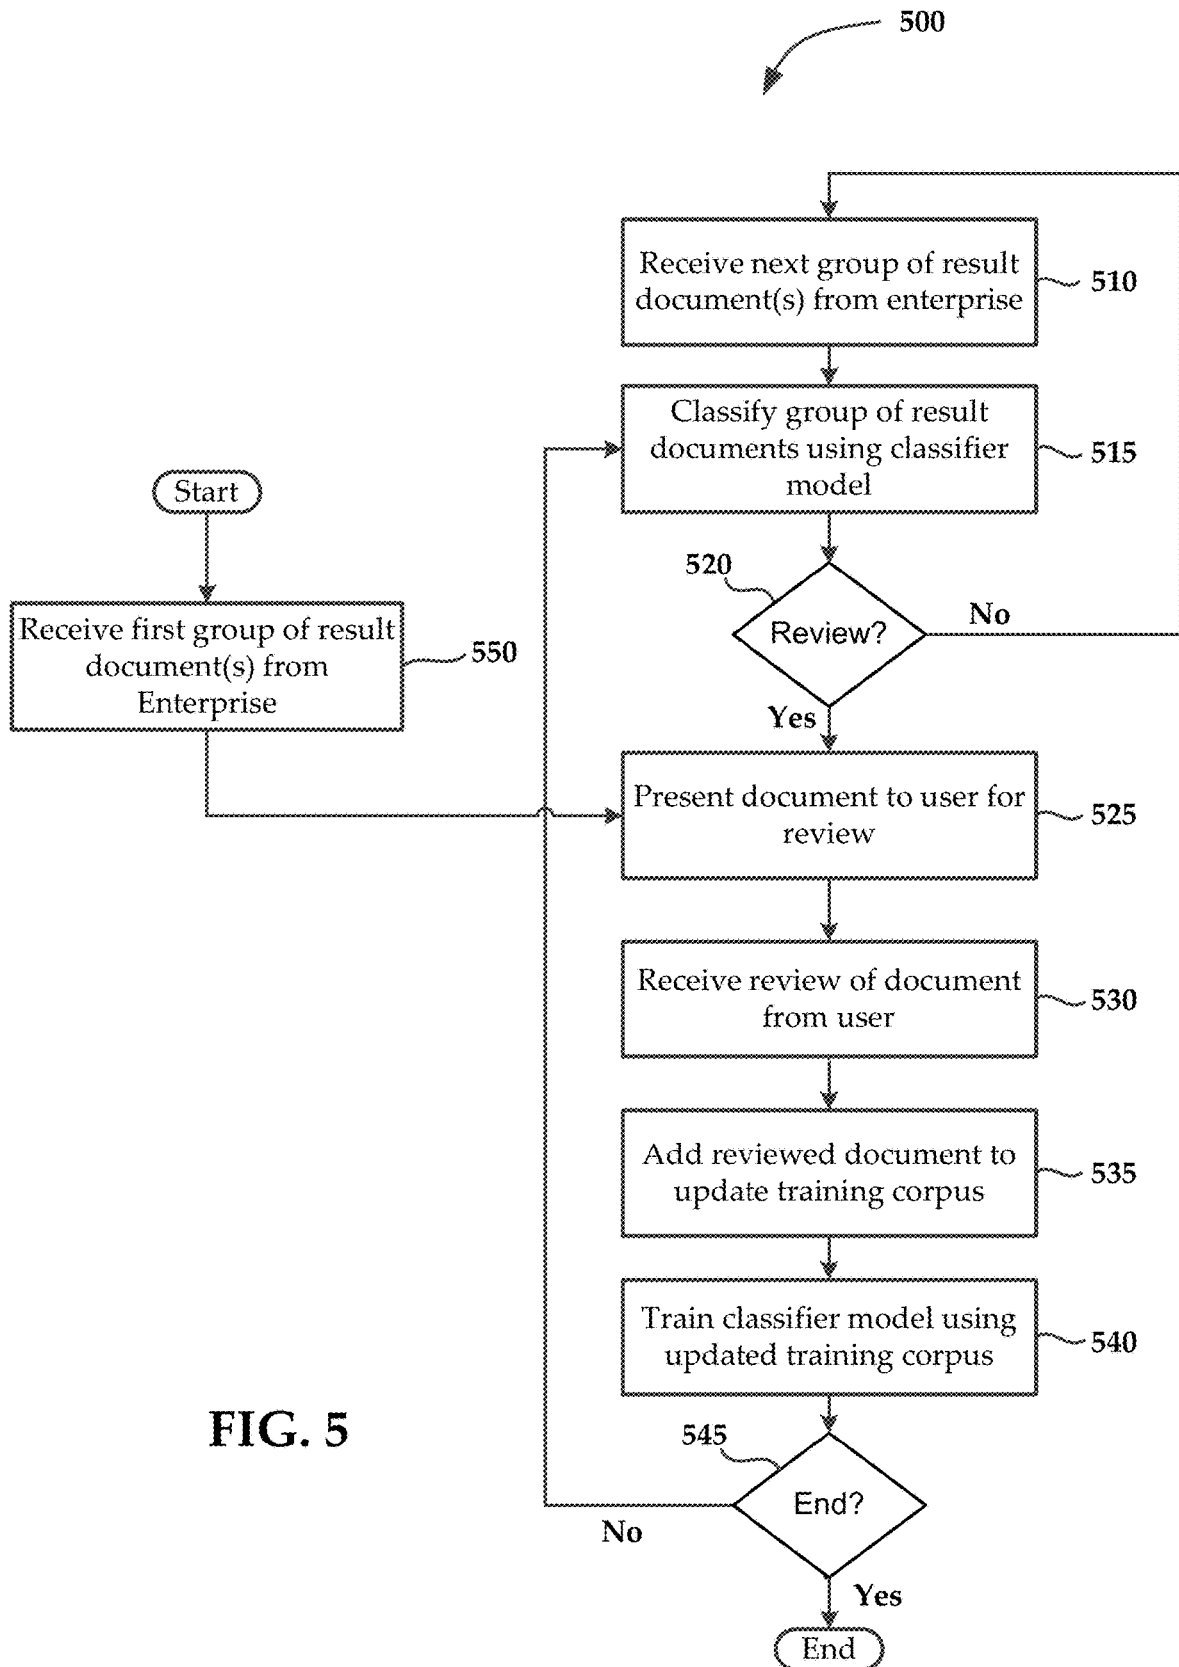 500
Receive next group of result
document(s) from enterprise
510
Classify group of result
documents using classifier
model
515
Start
520
Review?
No
Receive first group of result
document(s) from
Enterprise
550
Yes
Present document to user for
review
525
Receive review of document
from user
530
Add reviewed document to
update training corpus
535
Train classifier model using
updated training corpus
540
FIG. 5
545
End?
No
Yes
End